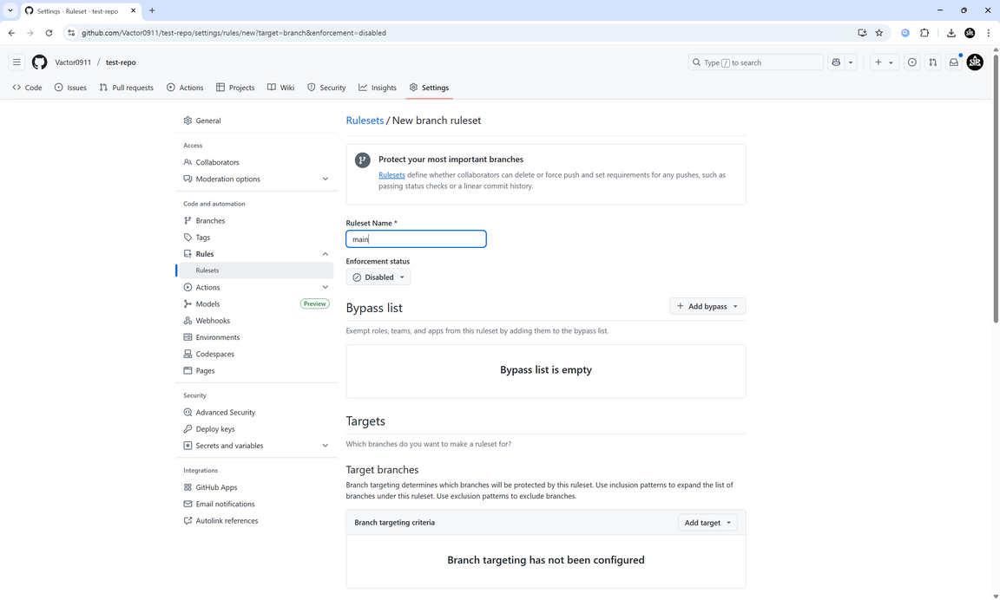 Settings · Ruleset · test-repo
github.com/Vactor0911/test-repo/settings/rules/new?target=branch&enforcement=disabled
Vactor0911 / test-repo
Type / to search
Code
Issues
Pull requests
Actions
Projects
Wiki
Security
Insights
Settings
General
Access
Collaborators
Moderation options
Code and automation
Branches
Tags
Rules
Rulesets
Actions
Models
Preview
Webhooks
Environments
Codespaces
Pages
Security
Advanced Security
Deploy keys
Secrets and variables
Integrations
GitHub Apps
Email notifications
Autolink references
Rulesets / New branch ruleset
Protect your most important branches
Rulesets define whether collaborators can delete or force push and set requirements for any pushes, such as
passing status checks or a linear commit history.
Ruleset Name *
main
Enforcement status
Disabled
Bypass list
Add bypass
Exempt roles, teams, and apps from this ruleset by adding them to the bypass list.
Bypass list is empty
Targets
Which branches do you want to make a ruleset for?
Target branches
Branch targeting determines which branches will be protected by this ruleset. Use inclusion patterns to expand the list of
branches under this ruleset. Use exclusion patterns to exclude branches.
Branch targeting criteria
Add target
Branch targeting has not been configured